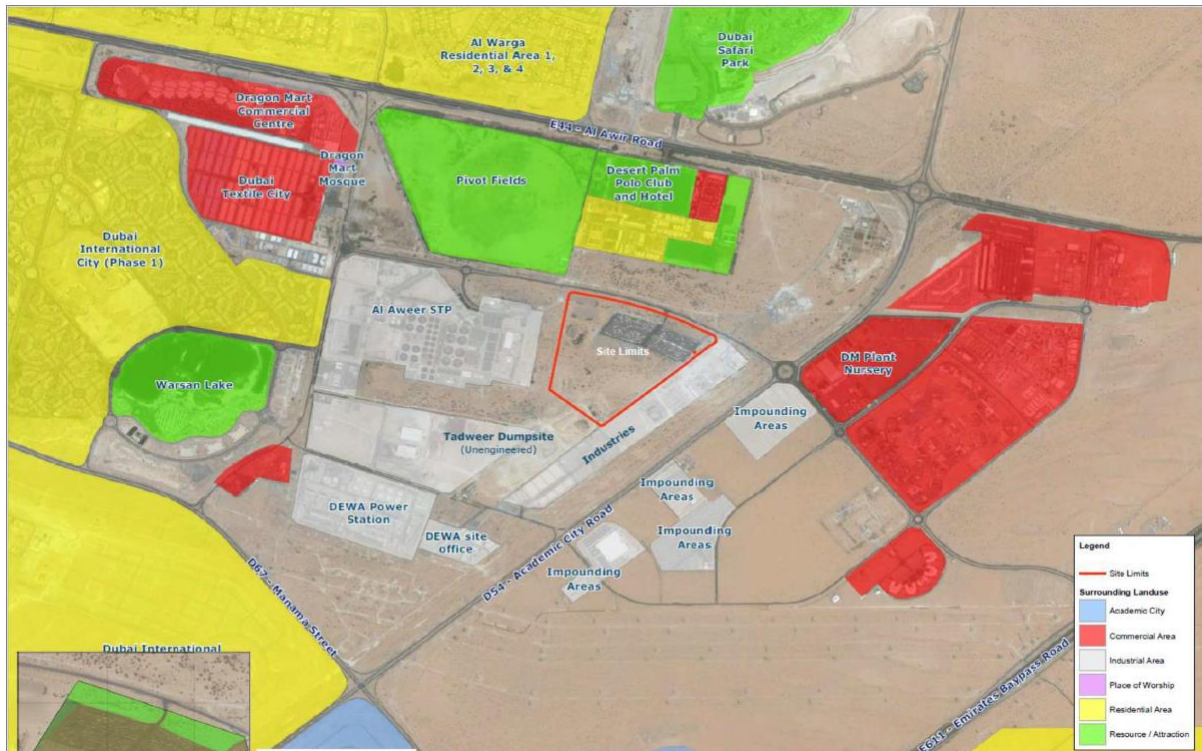 Al Warga
Residential Area 1,
2, 3, & 4
Dubai
Safari
Park
Dragon Mart
Commercial
Centre
E44 - Al Awir Road
Dragon
Mart
Mosque
Dubai
Textile City
Pivot Fields
Desert Palm
Polo Club
and Hotel
Dubai
International
City (Phase 1)
Al Aweer STP
Site Limits
DM Plant
Nursery
Warsan Lake
Impounding
Areas
Tadweer Dumpsite
(Unengineered)
Industries
Impounding
Areas
DEWA Power
Station
DEWA site
office
Impounding
Areas
Impounding
Areas
D54 - Academic City Road
D67 - Manama Street
Dubai International
E611 - Emirates Baypass Road
Legend
Site Limits
Surrounding Landuse
Academic City
Commercial Area
Industrial Area
Place of Worship
Residential Area
Resource / Attraction